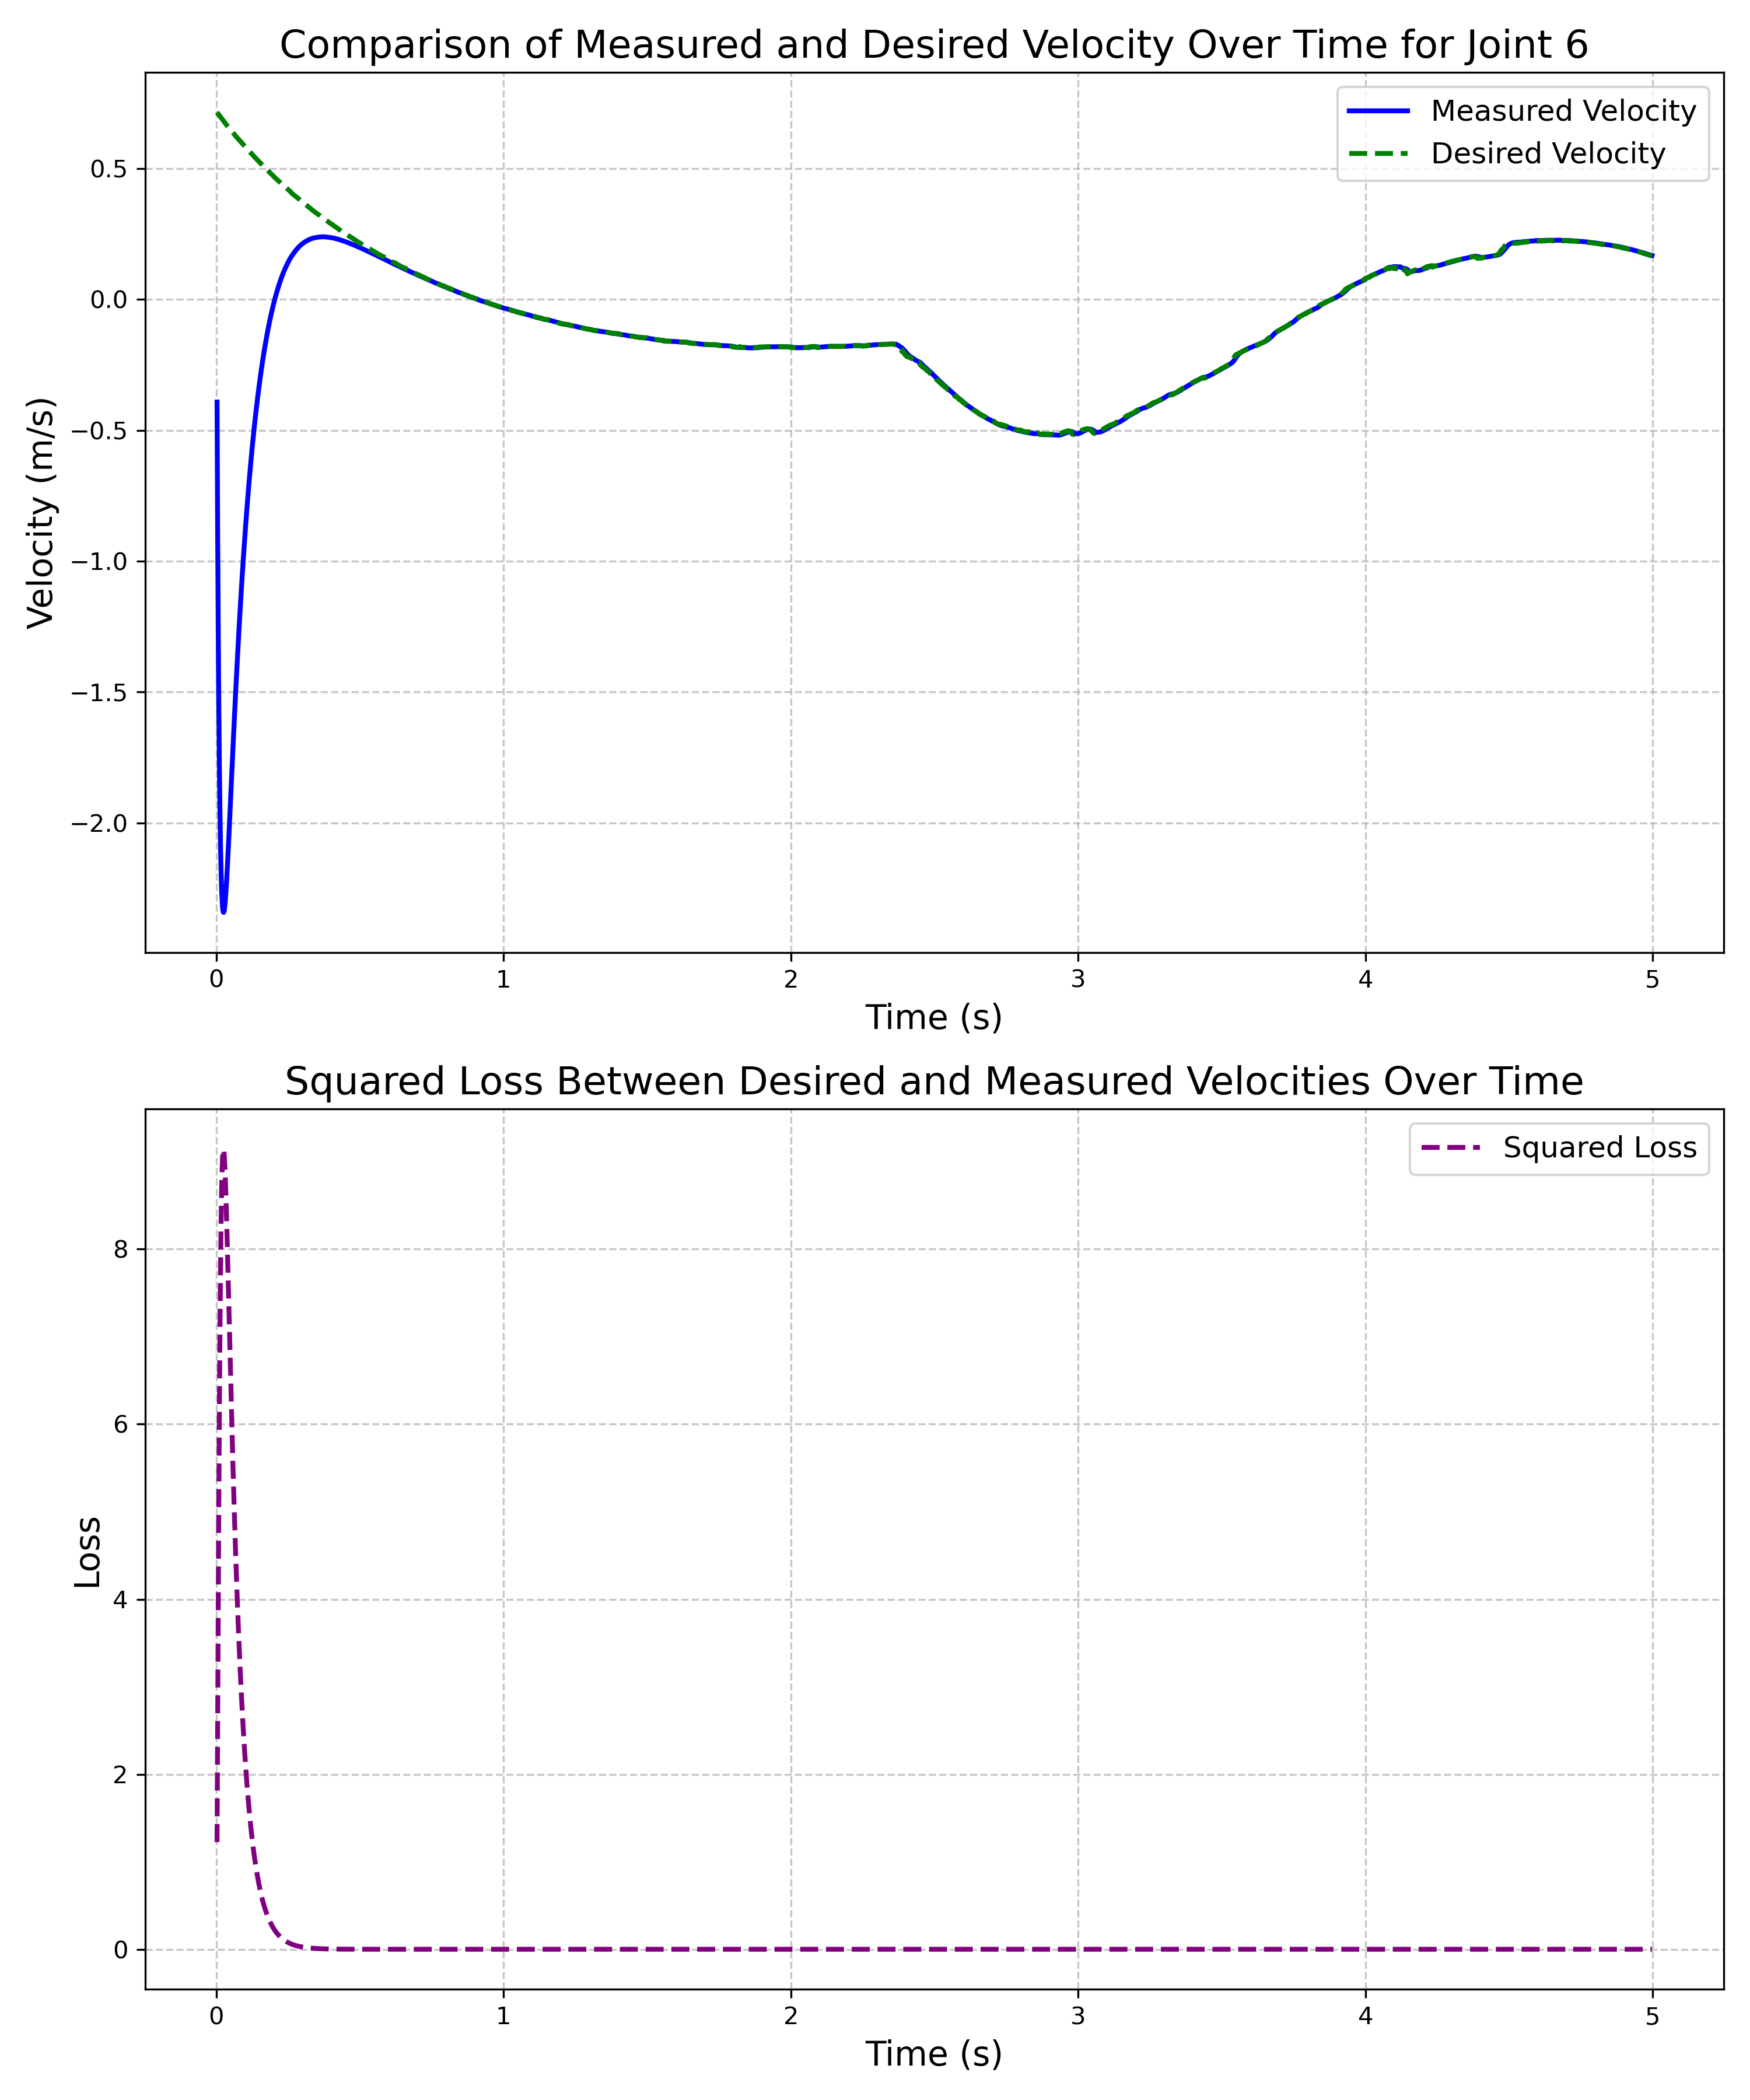 Comparison of Measured and Desired Velocity Over Time for Joint 6
Measured Velocity
Desired Velocity
0.5
0.0
−0.5
−1.0
−1.5
−2.0
Velocity (m/s)
0 1 2 3 4 5
Time (s)
Squared Loss Between Desired and Measured Velocities Over Time
Squared Loss
8
6
4
2
0
Loss
0 1 2 3 4 5
Time (s)